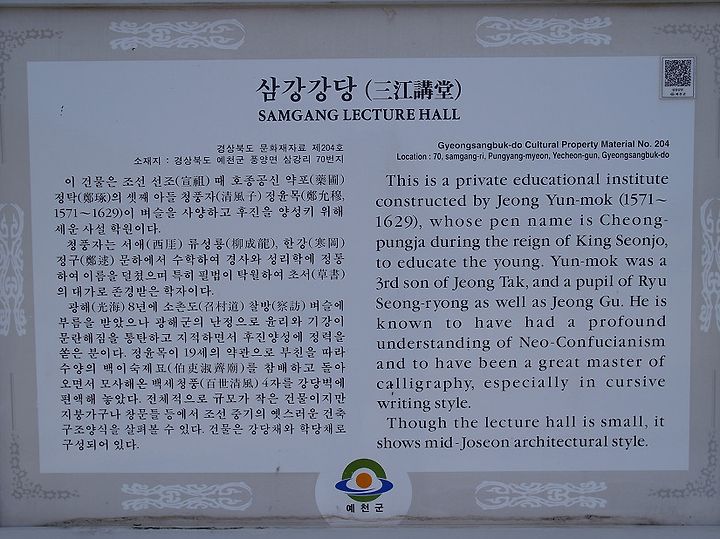 삼강강당 (三江講堂)
SAMGANG LECTURE HALL
경상북도 문화재자료 제204호
소재지 : 경상북도 예천군 풍양면 삼강리 70번지
이 건물은 조선 선조(宣祖) 때 호종공신 약포(藥圃)
정탁(鄭琢)의 셋째 아들 청풍자(清風子) 정윤목(鄭允穆,
1571～1629)이 벼슬을 사양하고 후진을 양성키 위해
세운 사설 학원이다.
청풍자는 서애(西厓) 류성룡(柳成龍), 한강(寒岡)
정구(鄭逑) 문하에서 수학하여 경사와 성리학에 정통
하여 이름을 떨쳤으며 특히 필법이 탁월하여 초서(草書)
의 대가로 존경받은 학자이다.
광해(光海) 8년에 소촌도(召村道) 찰방(察訪) 벼슬에
부름을 받았으나 광해군의 난정으로 윤리와 기강이
문란해짐을 통탄하고 지적하면서 후진양성에 정력을
쏟은 분이다. 정윤목이 19세의 약관으로 부친을 따라
수양의 백이숙제묘(伯夷淑齊廟)를 참배하고 돌아
오면서 모사해온 백세청풍(百世清風) 4자를 강당벽에
편액해 놓았다. 전체적으로 규모가 작은 건물이지만
지붕가구나 창문틀 등에서 조선 중기의 옛스러운 건축
구조양식을 살펴볼 수 있다. 건물은 강당채와 학당채로
구성되어 있다.
Gyeongsangbuk-do Cultural Property Material No. 204
Location : 70, samgang-ri, Pungyang-myeon, Yecheon-gun, Gyeongsangbuk-do
This is a private educational institute
constructed by Jeong Yun-mok (1571～
1629), whose pen name is Cheong-
pungja during the reign of King Seonjo,
to educate the young. Yun-mok was a
3rd son of Jeong Tak, and a pupil of Ryu
Seong-ryong as well as Jeong Gu. He is
known to have had a profound
understanding of Neo-Confucianism
and to have been a great master of
calligraphy, especially in cursive
writing style.
Though the lecture hall is small, it
shows mid-Joseon architectural style.
예천군